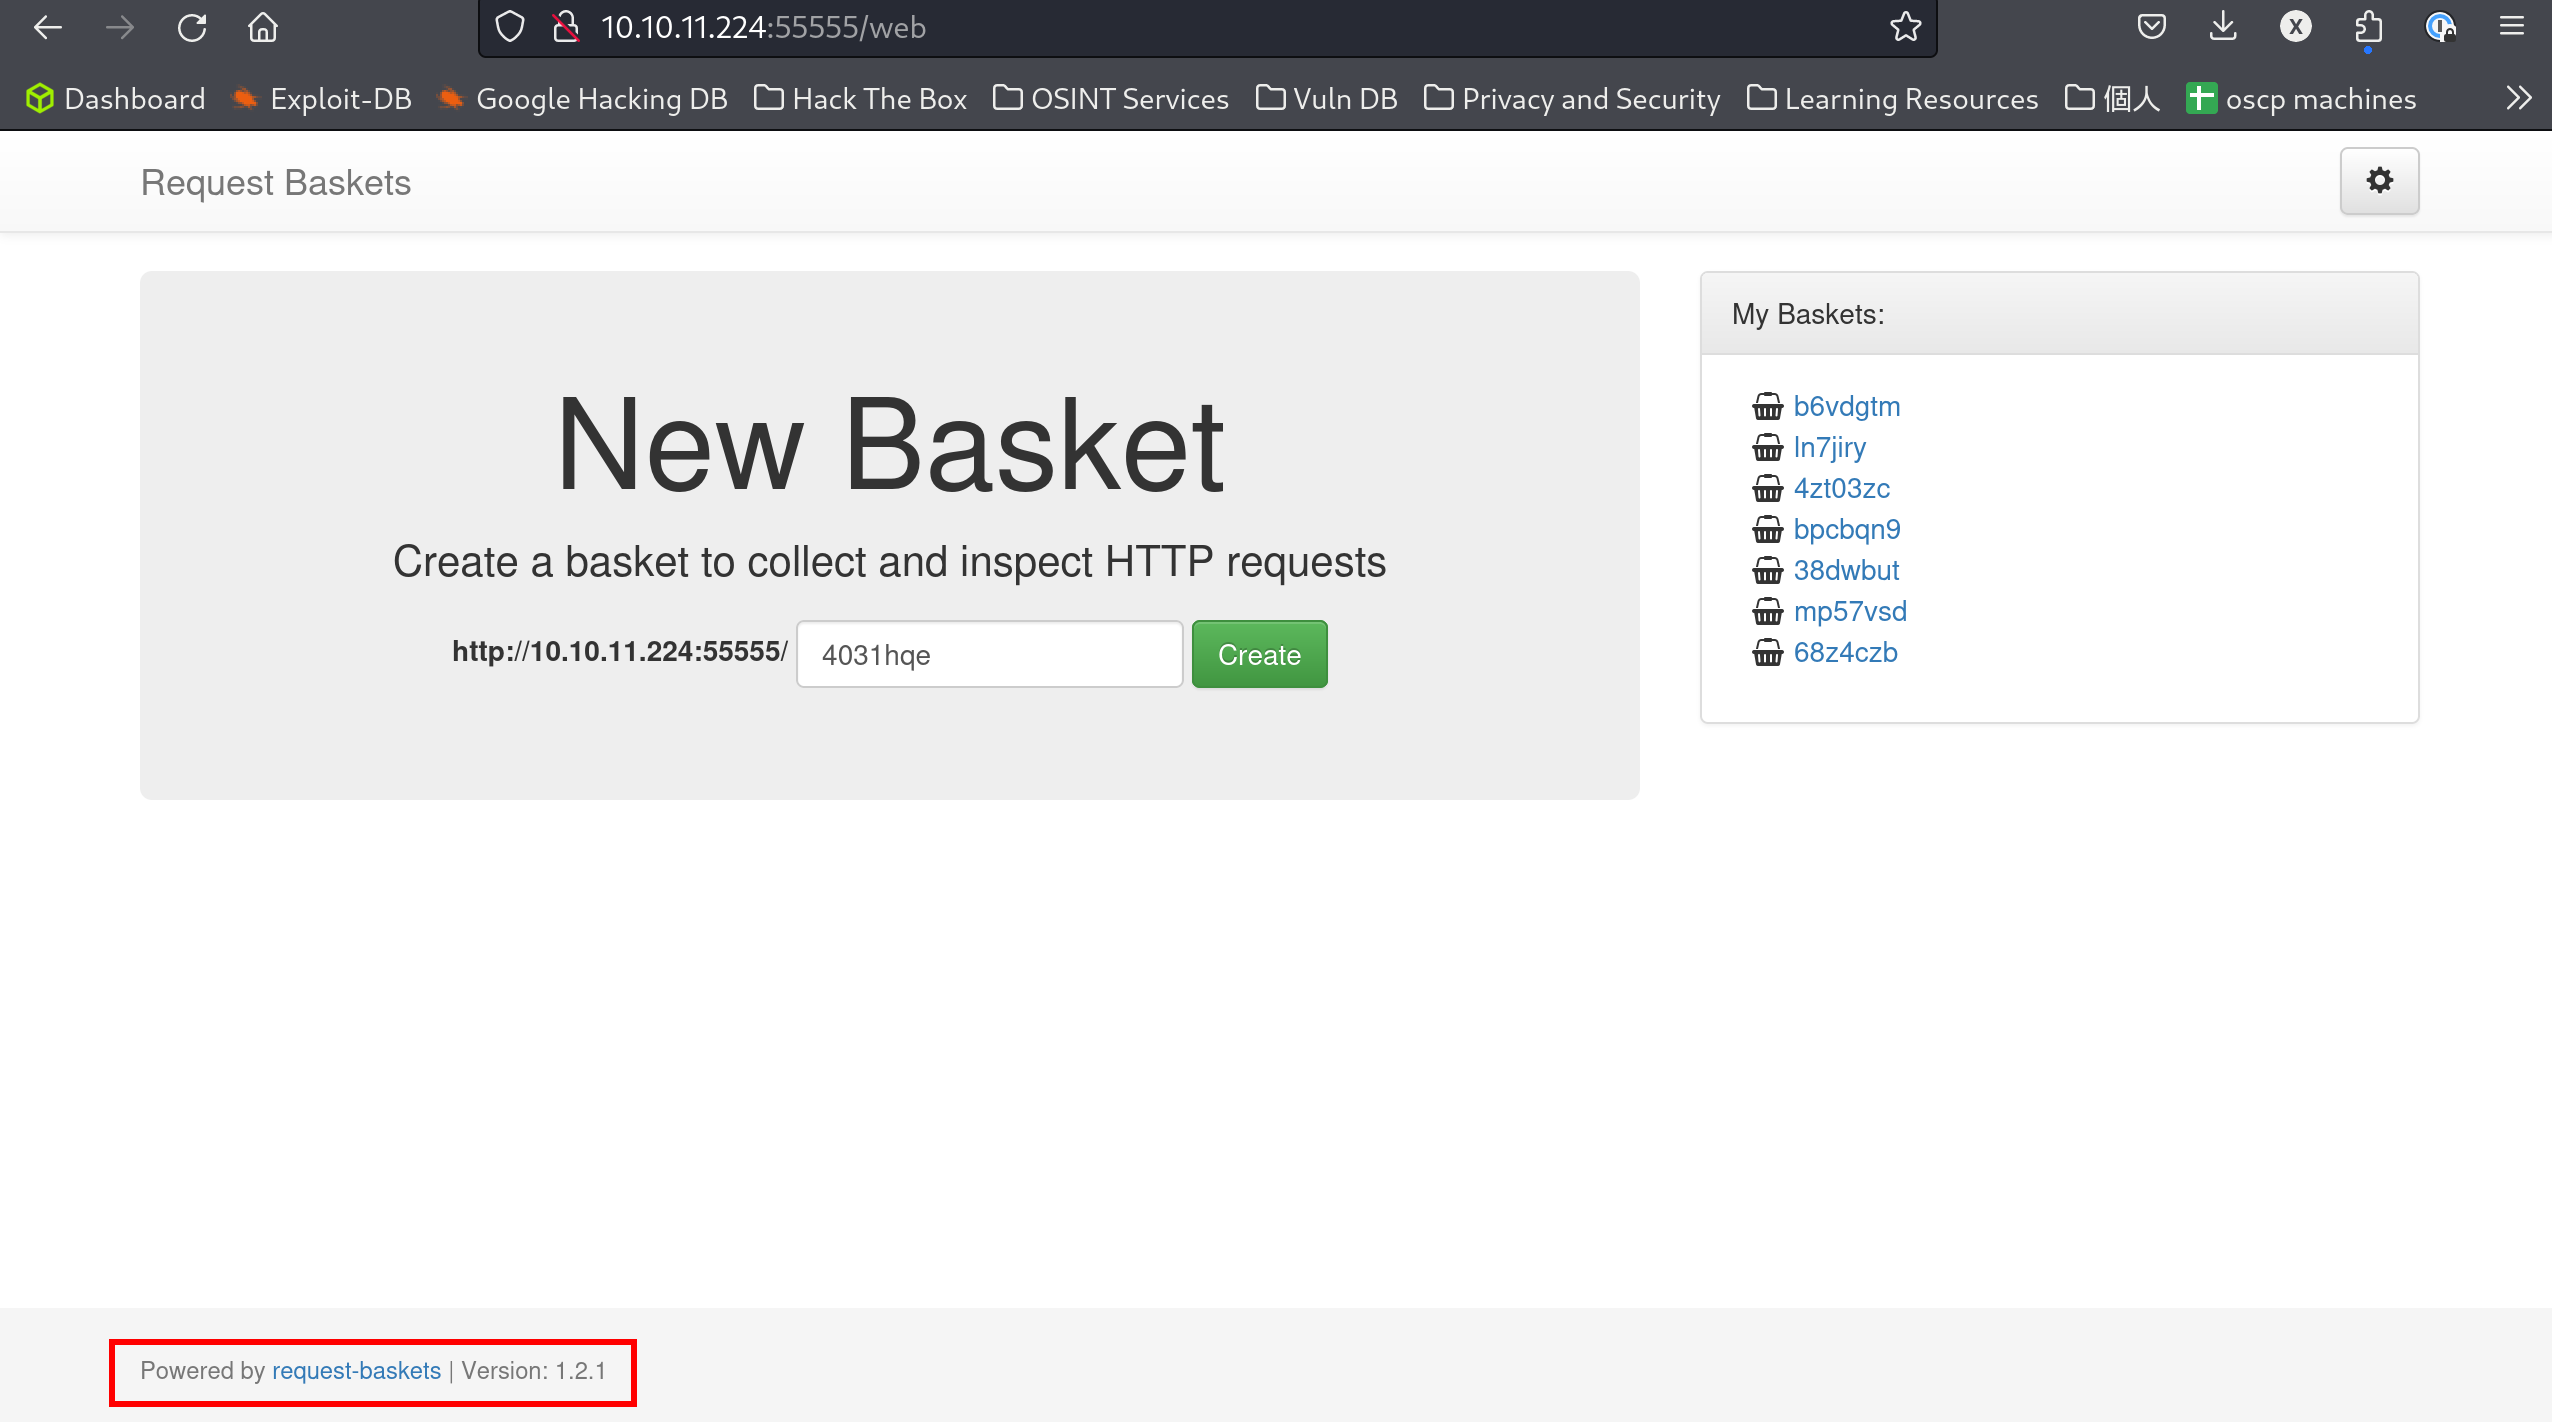 10.10.11.224:55555/web
Dashboard Exploit-DB Google Hacking DB Hack The Box OSINT Services Vuln DB Privacy and Security Learning Resources 個人 oscp machines
Request Baskets
New Basket
Create a basket to collect and inspect HTTP requests
http://10.10.11.224:55555/ 4031hqe Create
My Baskets:
b6vdgtm
ln7jiry
4zt03zc
bpcbqn9
38dwbut
mp57vsd
68z4czb
Powered by request-baskets | Version: 1.2.1